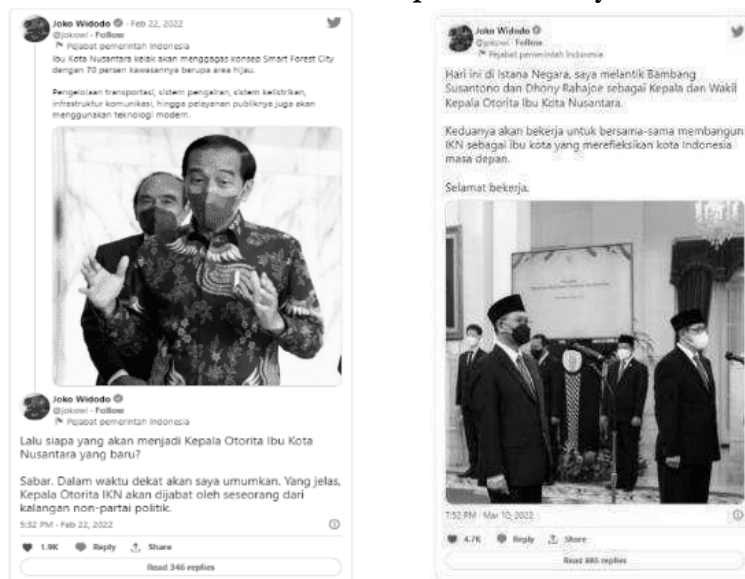 Joko Widodo · Feb 22, 2022
@jokowi · Follow
Pejabat pemerintah Indonesia
Ibu Kota Nusantara kelak akan menggagas konsep Smart Forest City
dengan 70 persen kawasannya berupa area hijau.
Pengelolaan transportasi, sistem pengairan, sistem kelistrikan,
infrastruktur komunikasi, hingga pelayanan publiknya juga akan
menggunakan teknologi modern.
Joko Widodo
@jokowi · Follow
Pejabat pemerintah Indonesia
Lalu siapa yang akan menjadi Kepala Otorita Ibu Kota
Nusantara yang baru?
Sabar. Dalam waktu dekat akan saya umumkan. Yang jelas,
Kepala Otorita IKN akan dijabat oleh seseorang dari
kalangan non-partai politik.
5:32 PM · Feb 22, 2022
1.9K Reply Share
Read 346 replies
Joko Widodo
@jokowi · Follow
Pejabat pemerintah Indonesia
Hari ini di Istana Negara, saya melantik Bambang
Susantono dan Dhony Rahajoe sebagai Kepala dan Wakil
Kepala Otorita Ibu Kota Nusantara.
Keduanya akan bekerja untuk bersama-sama membangun
IKN sebagai ibu kota yang merefleksikan kota Indonesia
masa depan.
Selamat bekerja.
7:52 PM · Mar 10, 2022
4.7K Reply Share
Read 885 replies